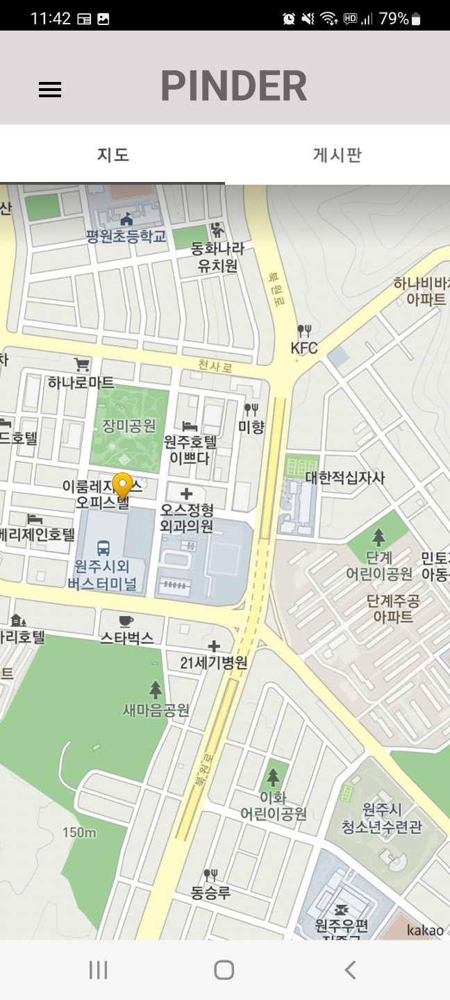 11:42
HD
79%
PINDER
지도
게시판
산
평원초등학교
동화나라
유치원
북원로
하나비바
아파트
KFC
차
천사로
하나로마트
장미공원
미향
드호텔
원주호텔
이쁘다
대한적십자사
오피스텔
오스정형
외과의원
메리제인호텔
단계
어린이공원
민토
아동
원주시외
버스터미널
단계주공
아파트
아리호텔
스타벅스
21세기병원
트
새마음공원
북원로
이화
어린이공원
원주시
청소년수련관
150m
동승루
원주우편
kakao